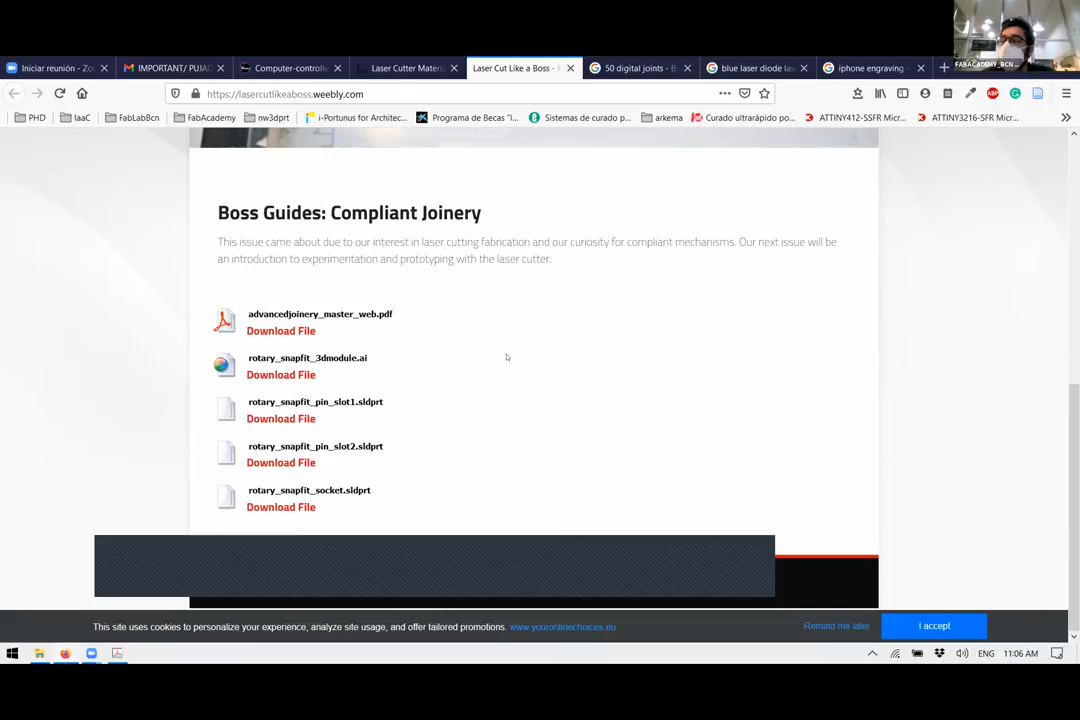 FABACADEMY_BCN ...
Iniciar reunión - Zo
IMPORTANT/ PUJAD
Computer-controlle
Laser Cutter Materi
Laser Cut Like a Boss -
50 digital joints - B
blue laser diode las
iphone engraving -
https://lasercutlikeaboss.weebly.com
PHD
IaaC
FabLabBcn
FabAcademy
nw3dprt
i-Portunus for Architec...
Programa de Becas "I...
Sistemas de curado p...
arkema
Curado ultrarápido po...
ATTINY412-SSFR Micr...
ATTINY3216-SFR Micr...
Boss Guides: Compliant Joinery
This issue came about due to our interest in laser cutting fabrication and our curiosity for compliant mechanisms. Our next issue will be
an introduction to experimentation and prototyping with the laser cutter.
advancedjoinery_master_web.pdf
Download File
rotary_snapfit_3dmodule.ai
Download File
rotary_snapfit_pin_slot1.sldprt
Download File
rotary_snapfit_pin_slot2.sldprt
Download File
rotary_snapfit_socket.sldprt
Download File
This site uses cookies to personalize your experience, analyze site usage, and offer tailored promotions. www.youronlinechoices.eu
Remind me later
I accept
ENG
11:06 AM